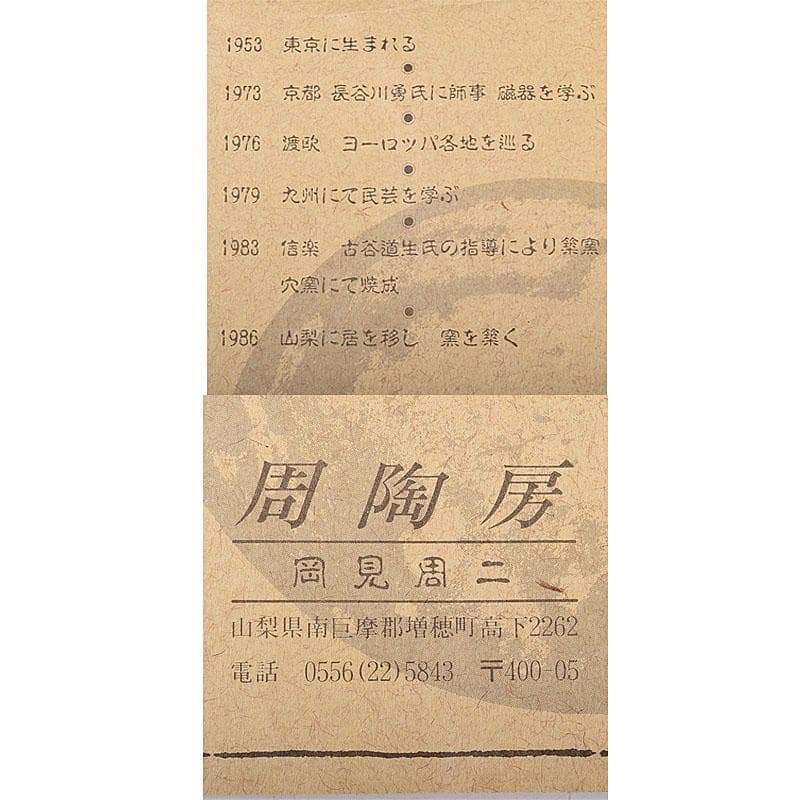 1953 東京に生まれる
1973 京都 長谷川勇氏に師事 磁器を学ぶ
1976 渡欧 ヨーロッパ各地を巡る
1979 九州にて民芸を学ぶ
1983 信楽 古谷道生氏の指導により築窯
穴窯にて焼成
1986 山梨に居を移し 窯を築く
周陶房
岡見周二
山梨県南巨摩郡増穂町高下2262
電話 0556(22)5843 〒400-05